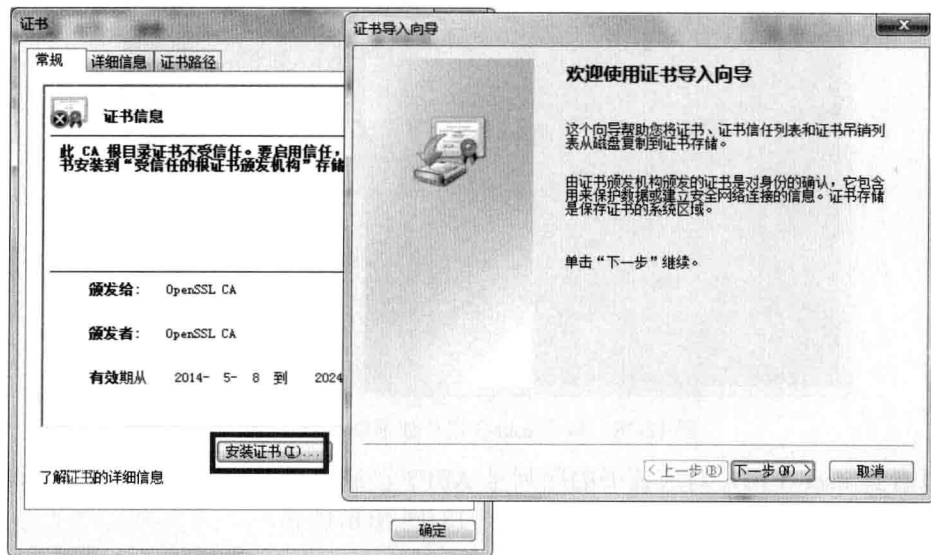 证书
常规
详细信息
证书路径
证书信息
此 CA 根目录证书不受信任。要启用信任，
书安装到“受信任的根证书颁发机构”存储
颁发给：
OpenSSL CA
颁发者：
OpenSSL CA
有效期从 2014- 5- 8 到 2024
安装证书(I)...
了解证书的详细信息
确定
证书导入向导
欢迎使用证书导入向导
这个向导帮助您将证书、证书信任列表和证书吊销列
表从磁盘复制到证书存储。
由证书颁发机构颁发的证书是对身份的确认，它包含
用来保护数据或建立安全网络连接的信息。证书存储
是保存证书的系统区域。
单击“下一步”继续。
< 上一步(B)
下一步(N) >
取消